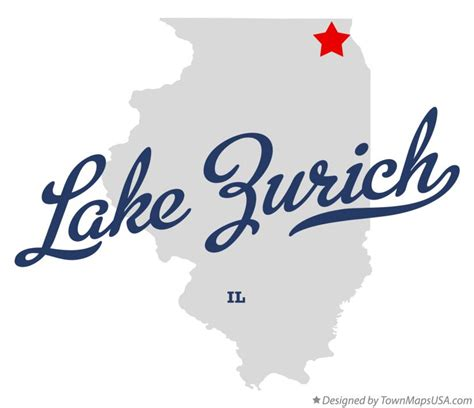 Lake Zurich
IL
Designed by TownMapsUSA.com